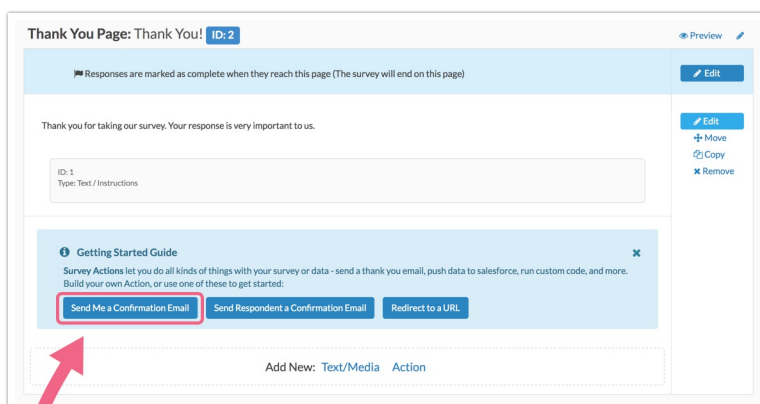 Thank You Page: Thank You! ID: 2
Preview
Responses are marked as complete when they reach this page (The survey will end on this page)
Edit
Thank you for taking our survey. Your response is very important to us.
Edit
Move
Copy
Remove
ID: 1
Type: Text / Instructions
Getting Started Guide
Survey Actions let you do all kinds of things with your survey or data - send a thank you email, push data to salesforce, run custom code, and more.
Build your own Action, or use one of these to get started:
Send Me a Confirmation Email Send Respondent a Confirmation Email Redirect to a URL
Add New: Text/Media Action